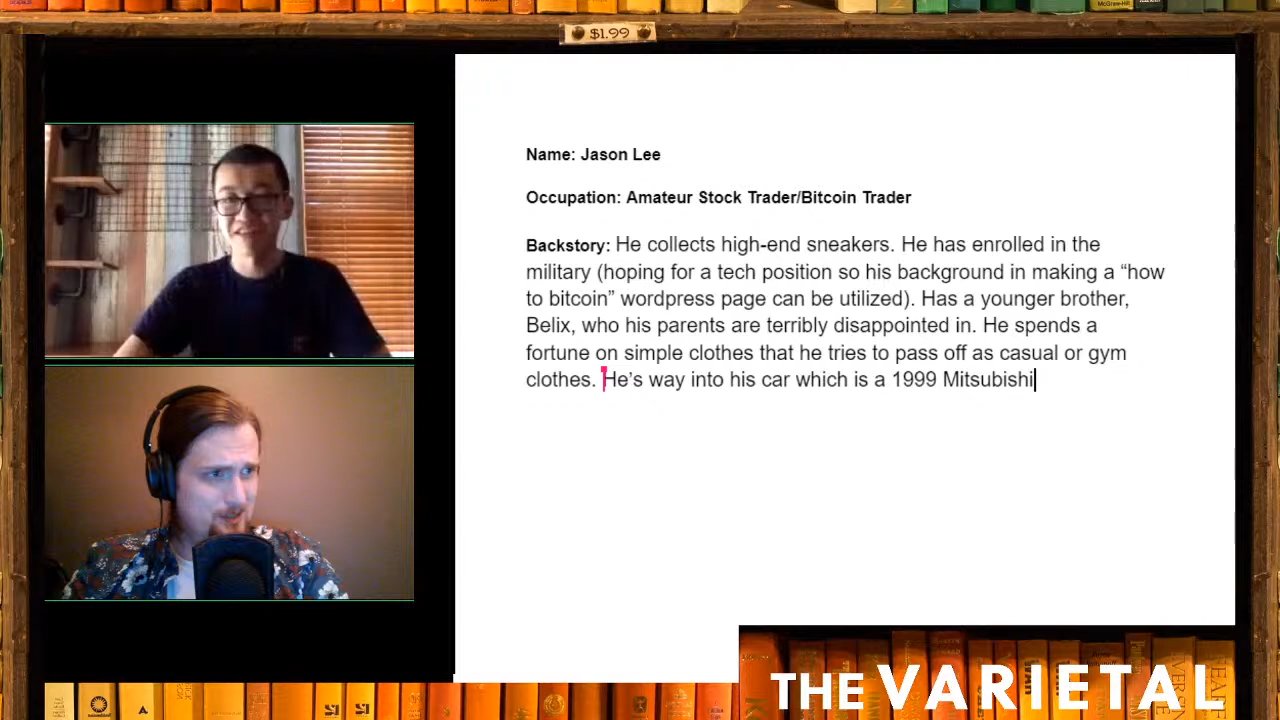 McGraw-Hill
$1.99
Name: Jason Lee
Occupation: Amateur Stock Trader/Bitcoin Trader
Backstory: He collects high-end sneakers. He has enrolled in the
military (hoping for a tech position so his background in making a “how
to bitcoin” wordpress page can be utilized). Has a younger brother,
Belix, who his parents are terribly disappointed in. He spends a
fortune on simple clothes that he tries to pass off as casual or gym
clothes. He’s way into his car which is a 1999 Mitsubishi
THE VARIETAL